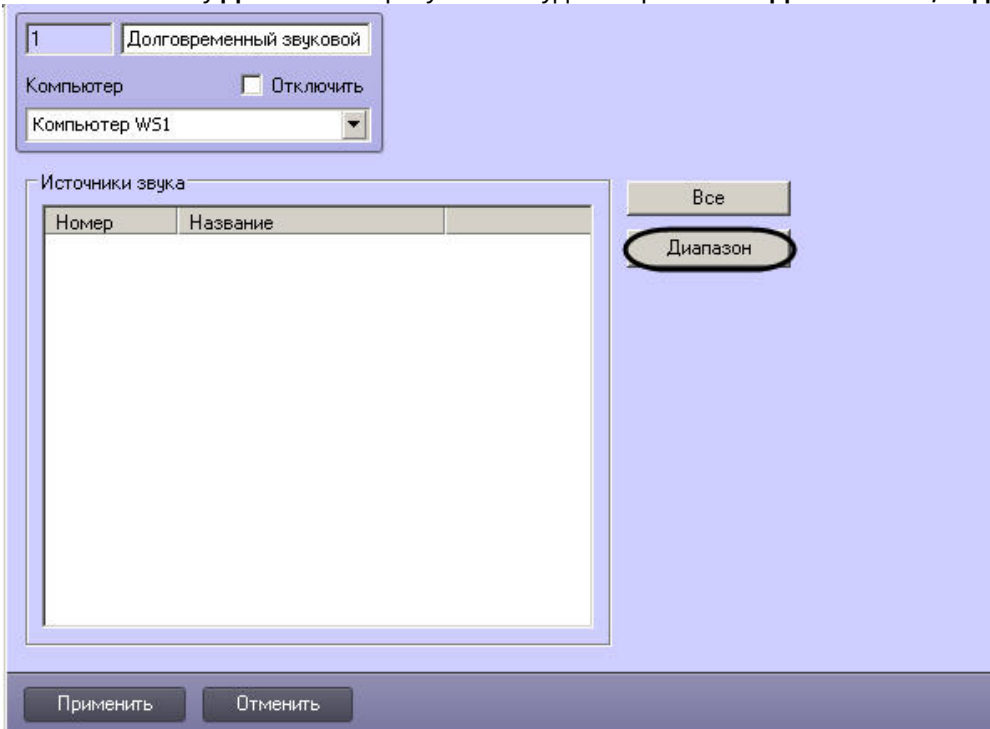 1 Долговременный звуковой
Компьютер Отключить
Компьютер WS1
Источники звука
Номер Название
Все
Диапазон
Применить Отменить